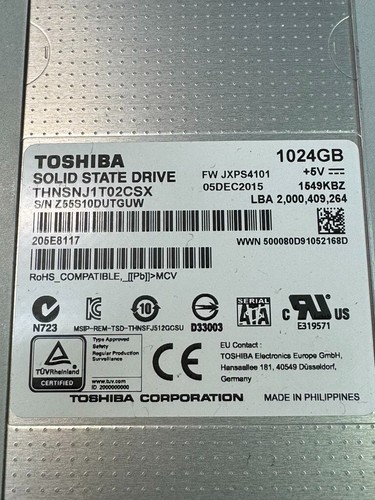 TOSHIBA
SOLID STATE DRIVE
THNSNJ1T02CSX
S/N Z55S10DUTGUW
1024GB
FW JXPS4101 +5V
05DEC2015 1549KBZ
LBA 2,000,409,264
205E8117
WWN 500080D91052168D
RoHS_COMPATIBLE,_[[Pb]]>MCV
N723
MSIP-REM-TSD-THNSFJ512GCSU
10
D33003
SERIAL
ATA
c RU US
E319571
TÜVRheinland
CERTIFIED
Type Approved
Safety
Regular Production
Surveillance
www.tuv.com
ID 2000000000
CE
EU Contact :
TOSHIBA Electronics Europe GmbH,
Hansaallee 181, 40549 Düsseldorf,
Germany
TOSHIBA CORPORATION
MADE IN PHILIPPINES